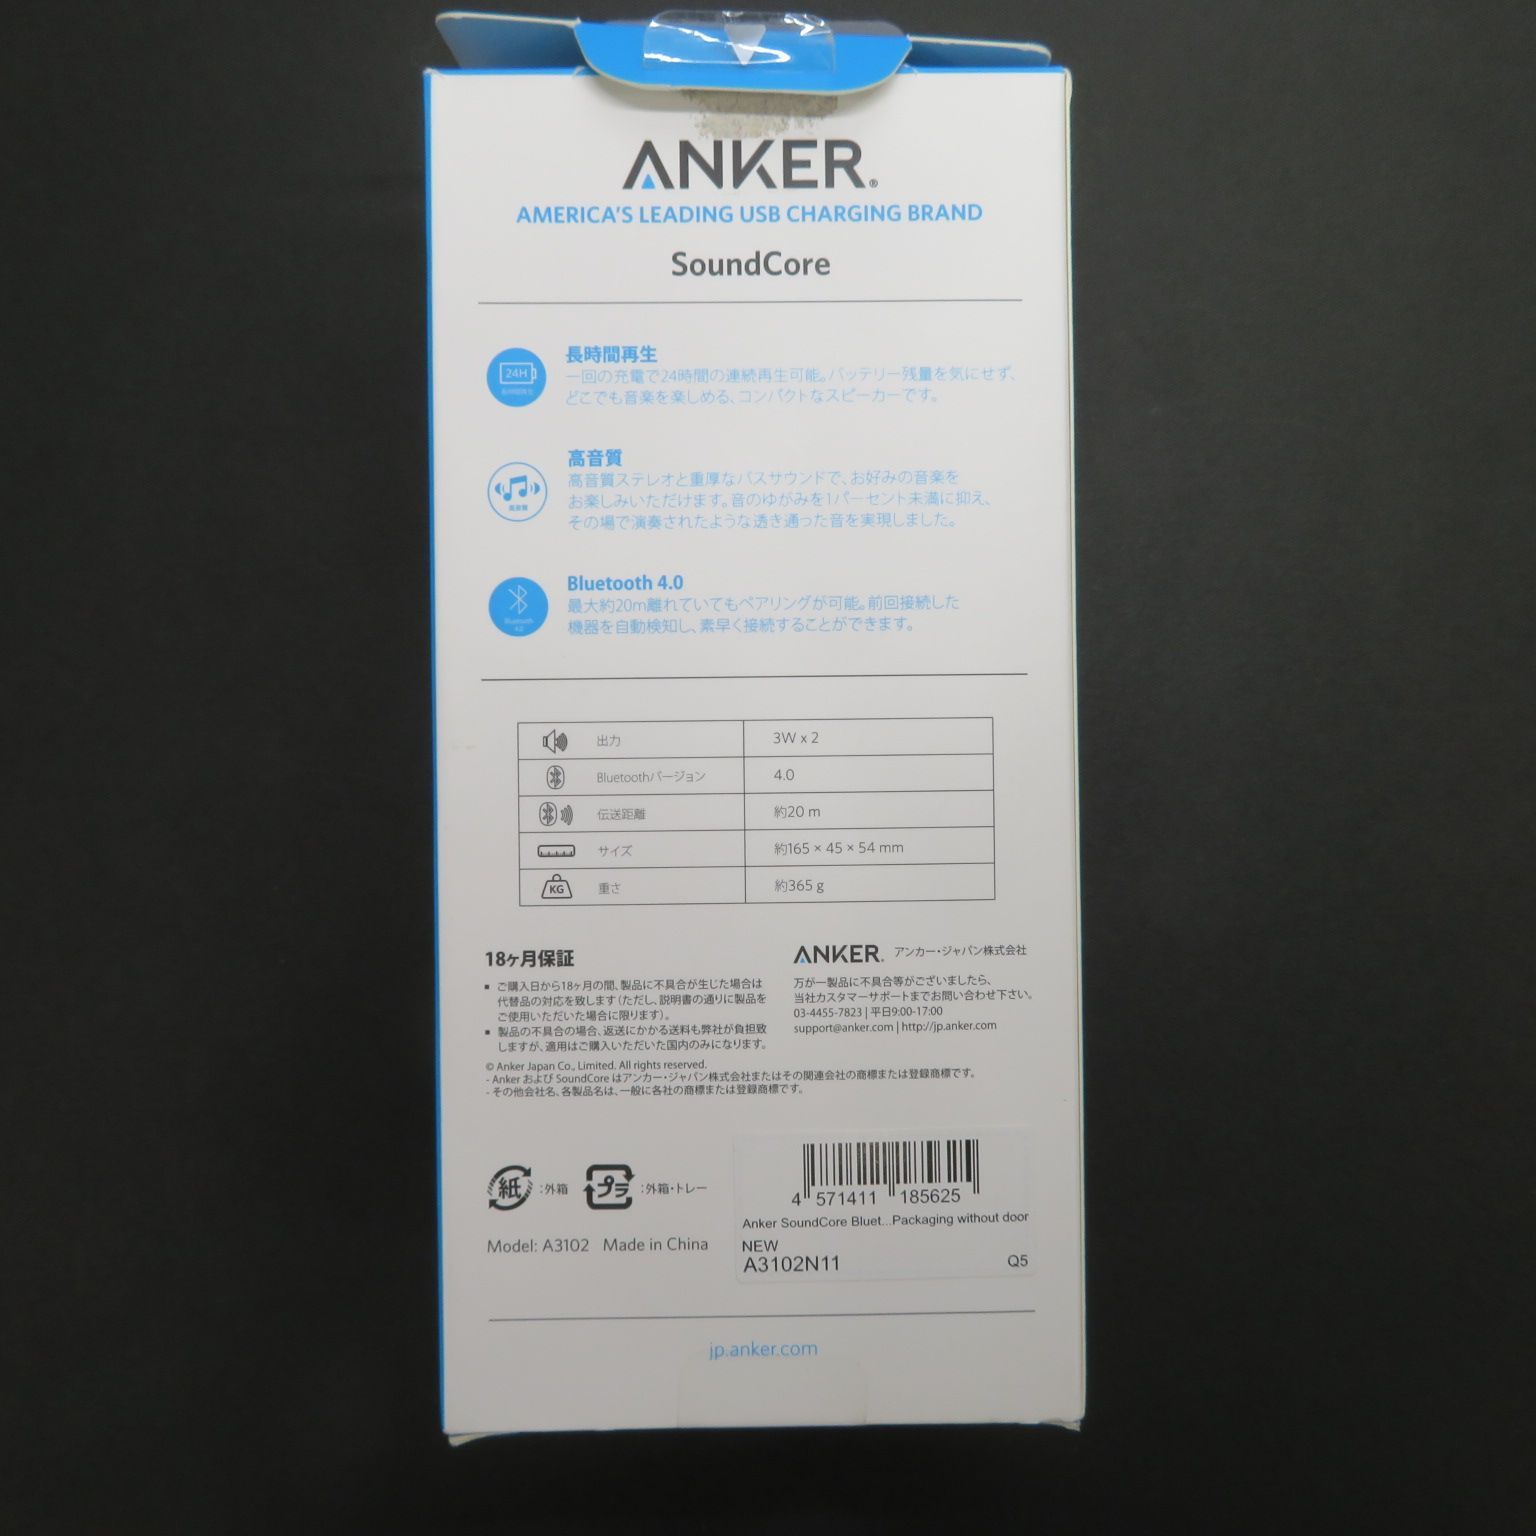 ANKER®
AMERICA'S LEADING USB CHARGING BRAND
SoundCore
24H
長時間再生
長時間再生
一回の充電で24時間の連続再生可能。バッテリー残量を気にせず、
どこでも音楽を楽しめる、コンパクトなスピーカーです。
高音質
高音質
高音質ステレオと重厚なバスサウンドで、お好みの音楽を
お楽しみいただけます。音のゆがみを1パーセント未満に抑え、
その場で演奏されたような透き通った音を実現しました。
Bluetooth
4.0
Bluetooth 4.0
最大約20m離れていてもペアリングが可能。前回接続した
機器を自動検知し、素早く接続することができます。
出力 3W x 2
Bluetoothバージョン 4.0
伝送距離 約20 m
サイズ 約165 × 45 × 54 mm
KG 重さ 約365 g
18ヶ月保証
▪ ご購入日から18ヶ月の間、製品に不具合が生じた場合は
代替品の対応を致します(ただし、説明書の通りに製品を
ご使用いただいた場合に限ります)。
▪ 製品の不具合の場合、返送にかかる送料も弊社が負担致
しますが、適用はご購入いただいた国内のみになります。
ANKER® アンカー・ジャパン株式会社
万が一製品に不具合等がございましたら、
当社カスタマーサポートまでお問い合わせ下さい。
03-4455-7823 | 平日9:00-17:00
support@anker.com | http://jp.anker.com
© Anker Japan Co., Limited. All rights reserved.
- Anker および SoundCore はアンカー・ジャパン株式会社またはその関連会社の商標または登録商標です。
- その他会社名、各製品名は、一般に各社の商標または登録商標です。
紙 :外箱 プラ :外箱・トレー
Model: A3102 Made in China
4 571411 185625
Anker SoundCore Bluet...Packaging without door
NEW
A3102N11 Q5
jp.anker.com